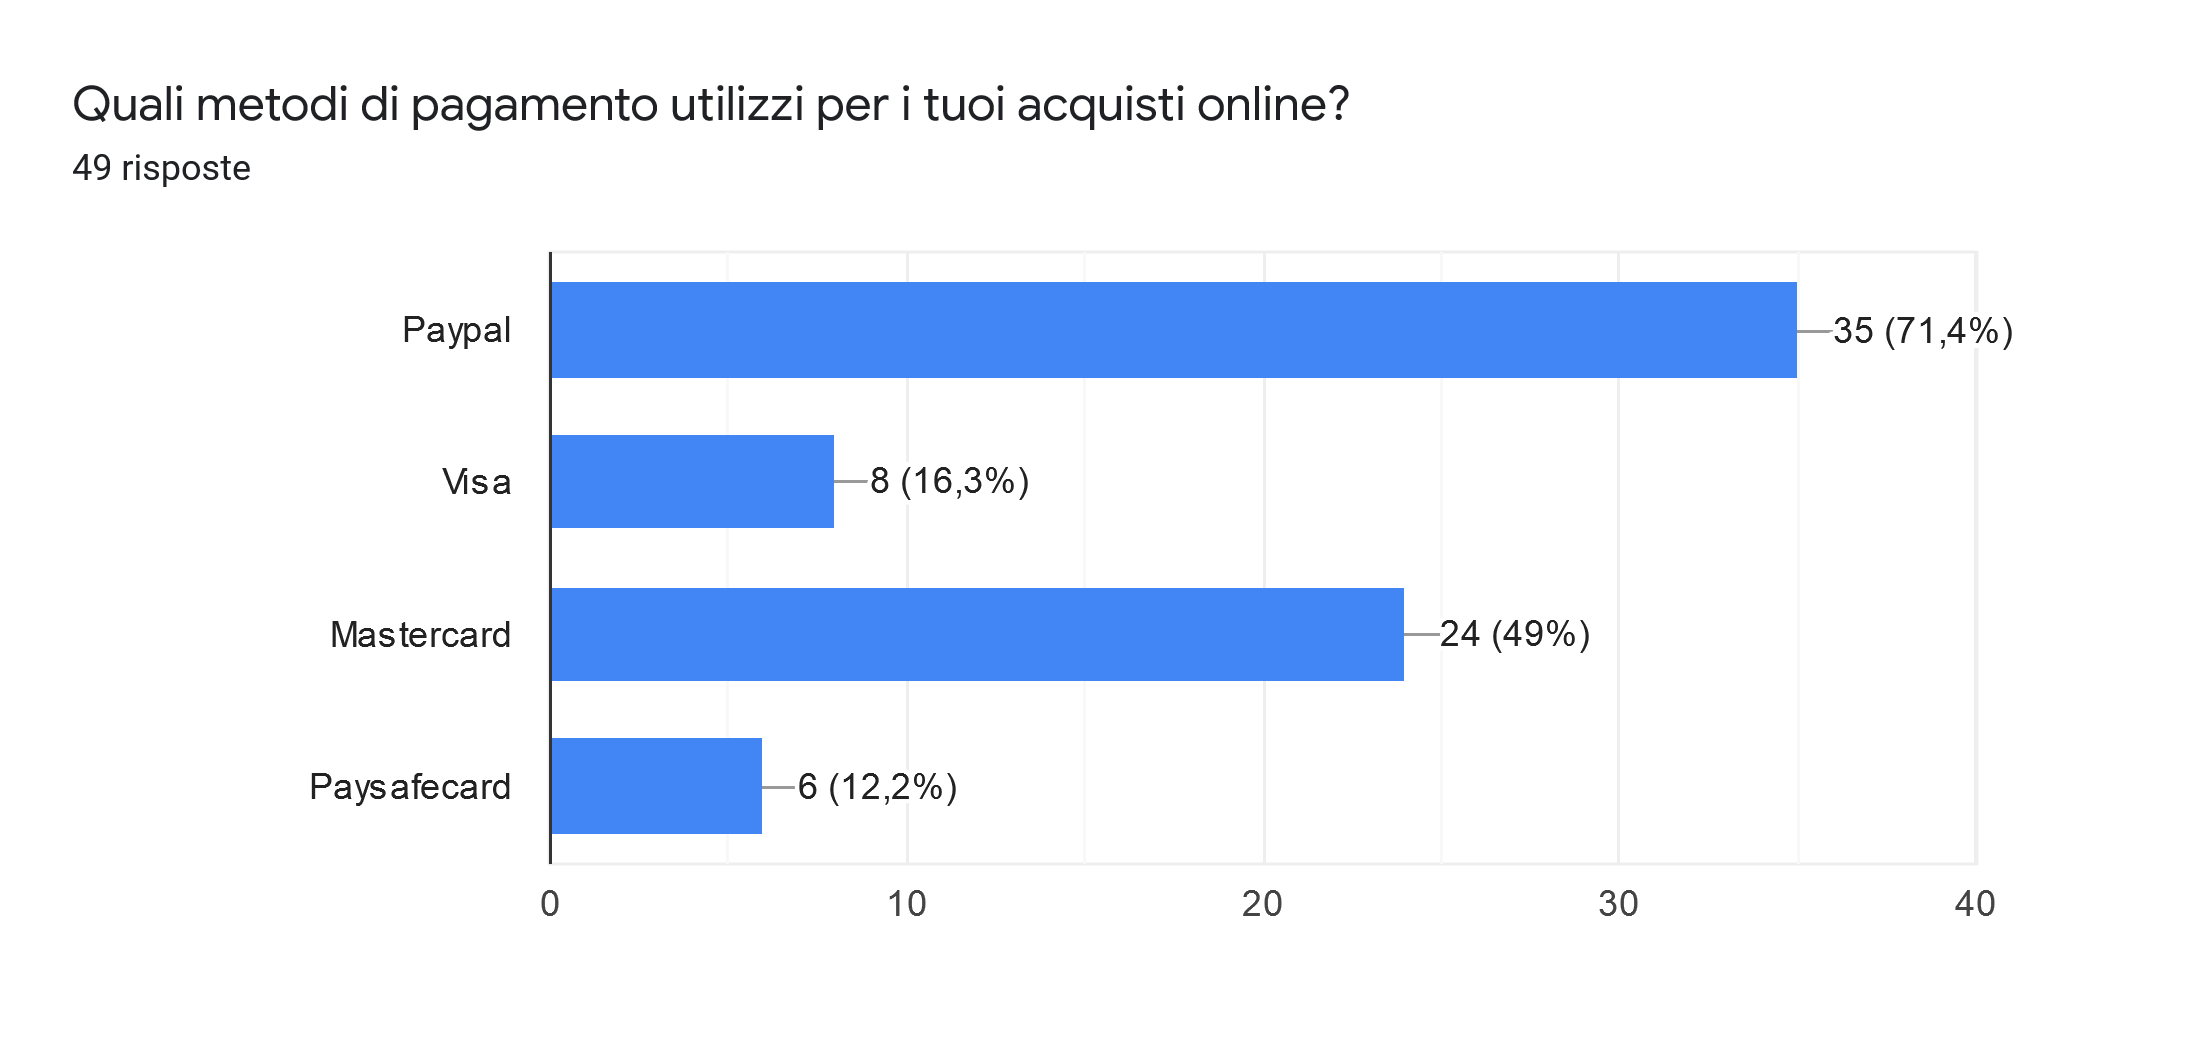 Quali metodi di pagamento utilizzi per i tuoi acquisti online?
49 risposte
Paypal 35 (71,4%)
Visa 8 (16,3%)
Mastercard 24 (49%)
Paysafecard 6 (12,2%)
0 10 20 30 40